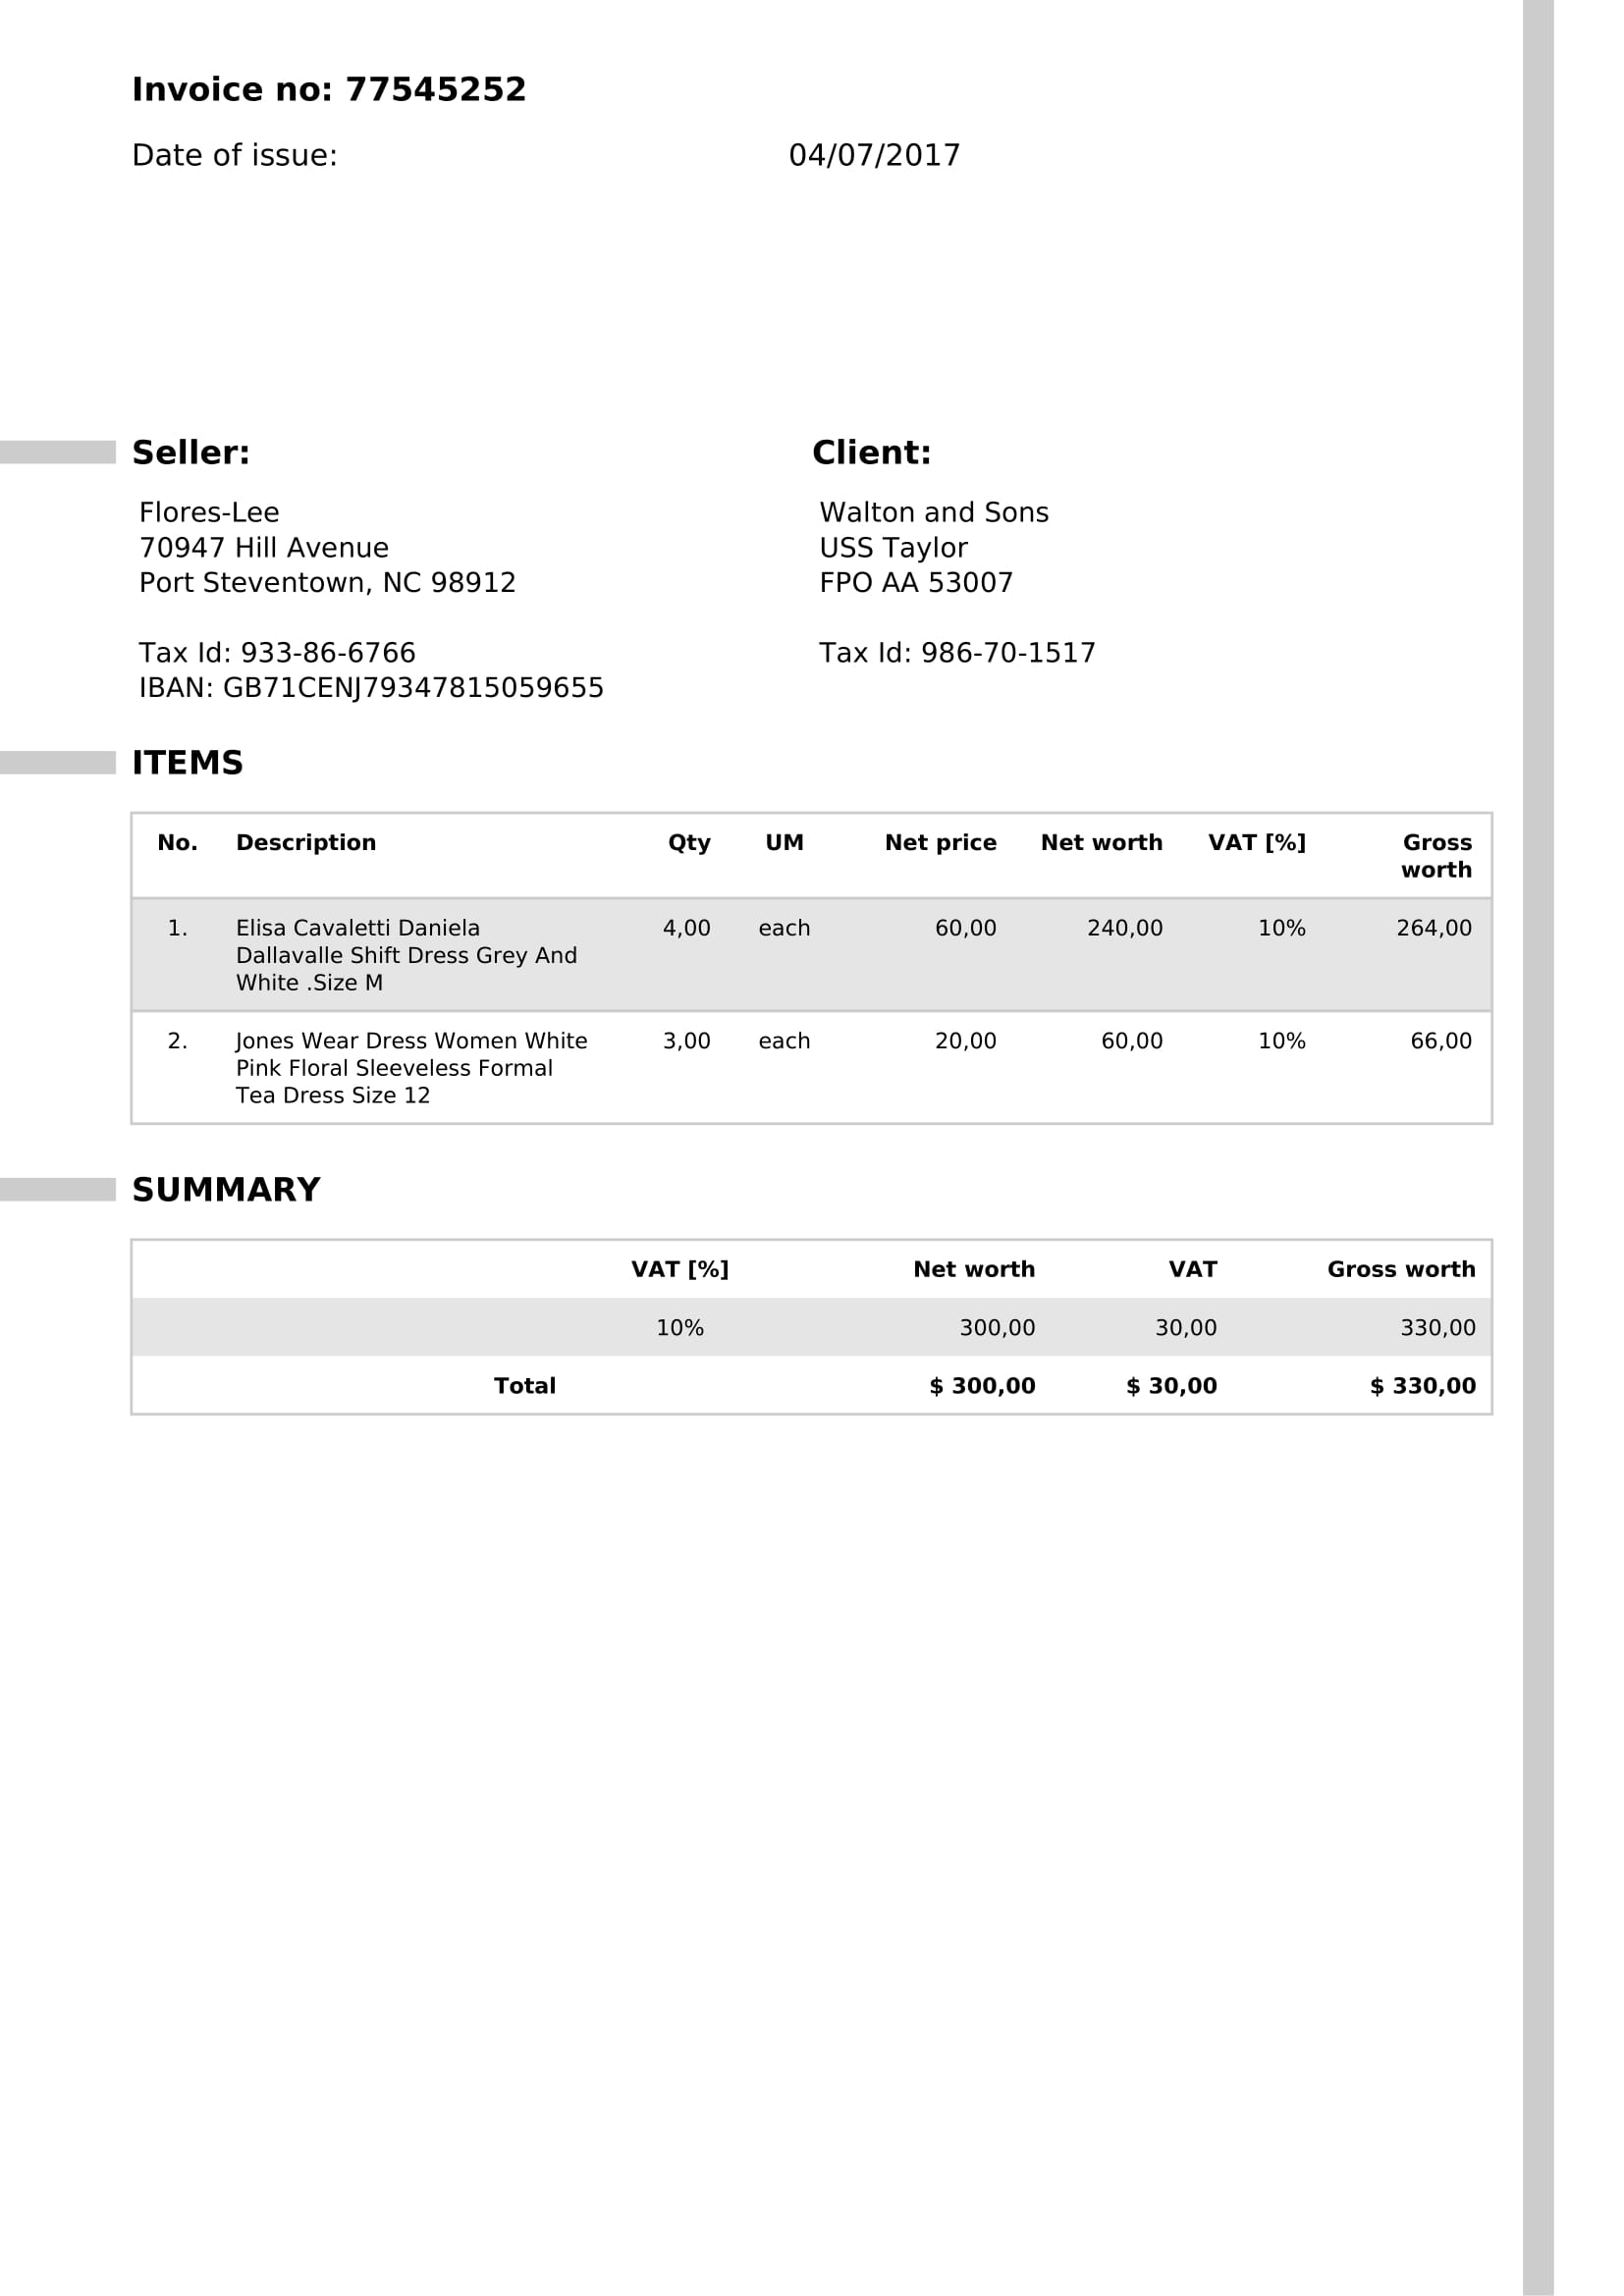 Invoice no: 77545252
Date of issue: 04/07/2017
Seller:
Flores-Lee
70947 Hill Avenue
Port Steventown, NC 98912
Tax Id: 933-86-6766
IBAN: GB71CENJ79347815059655
Client:
Walton and Sons
USS Taylor
FPO AA 53007
Tax Id: 986-70-1517
ITEMS
No. Description Qty UM Net price Net worth VAT [%] Gross
worth
1. Elisa Cavaletti Daniela 4,00 each 60,00 240,00 10% 264,00
Dallavalle Shift Dress Grey And
White .Size M
2. Jones Wear Dress Women White 3,00 each 20,00 60,00 10% 66,00
Pink Floral Sleeveless Formal
Tea Dress Size 12
SUMMARY
VAT [%] Net worth VAT Gross worth
10% 300,00 30,00 330,00
Total $ 300,00 $ 30,00 $ 330,00